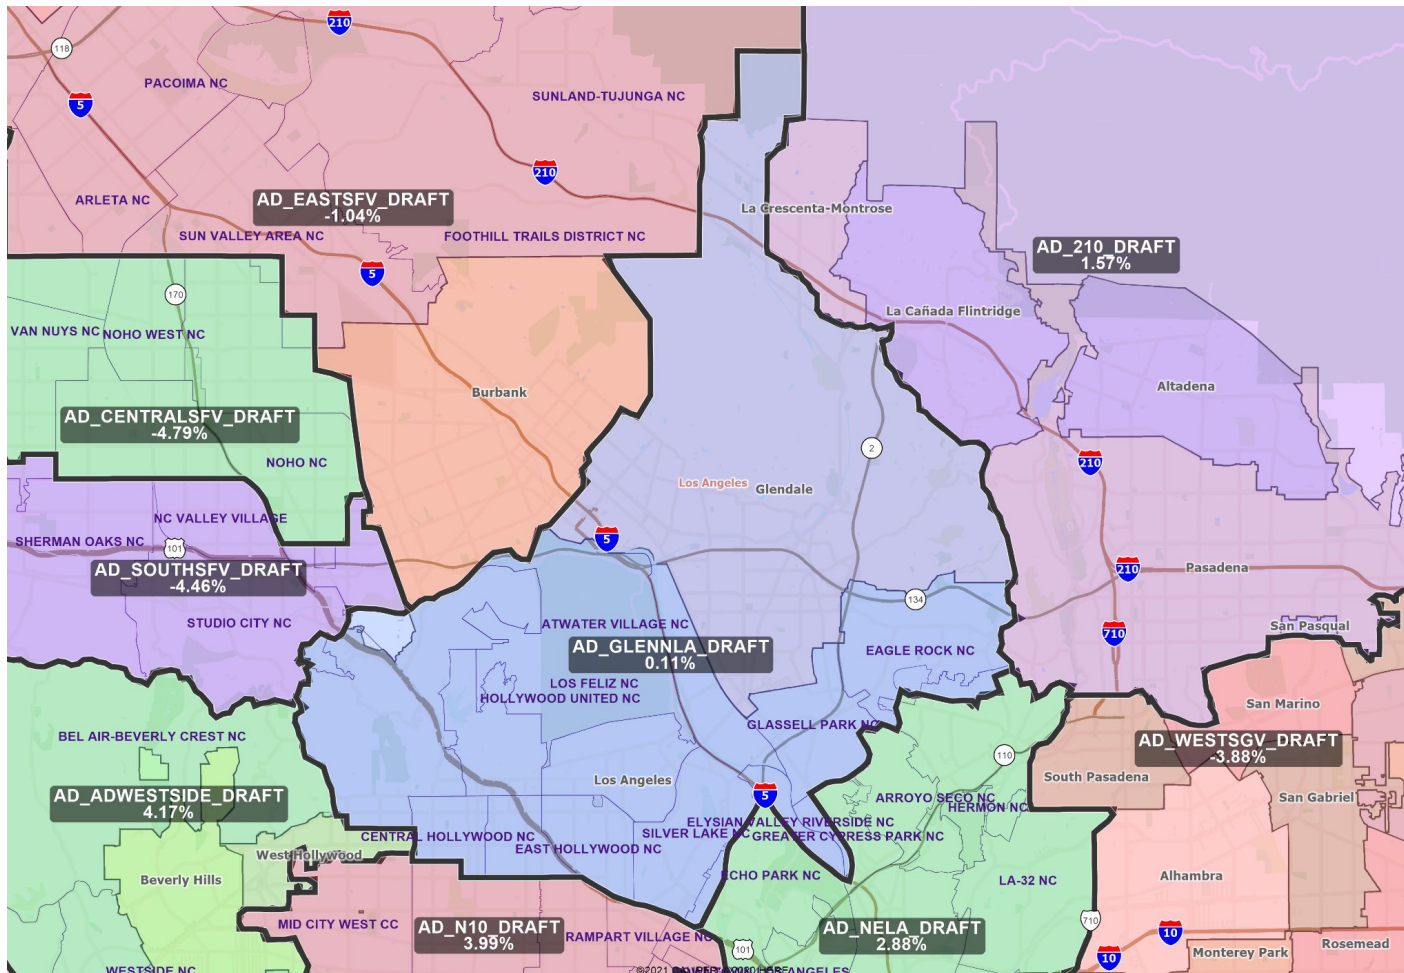 210
118
PACOIMA NC
5
SUNLAND-TUJUNGA NC
210
ARLETA NC
AD_EASTSFV_DRAFT
-1.04%
La Crescenta-Montrose
SUN VALLEY AREA NC
FOOTHILL TRAILS DISTRICT NC
AD_210_DRAFT
1.57%
5
170
La Cañada Flintridge
VAN NUYS NC
NOHO WEST NC
Burbank
Altadena
AD_CENTRALSFV_DRAFT
-4.79%
2
NOHO NC
210
Los Angeles
Glendale
NC VALLEY VILLAGE
SHERMAN OAKS NC
101
5
AD_SOUTHSFV_DRAFT
-4.46%
210
Pasadena
134
STUDIO CITY NC
ATWATER VILLAGE NC
San Pasqual
710
AD_GLENNLA_DRAFT
0.11%
EAGLE ROCK NC
LOS FELIZ NC
HOLLYWOOD UNITED NC
San Marino
GLASSELL PARK NC
BEL AIR-BEVERLY CREST NC
AD_WESTSGV_DRAFT
-3.88%
110
Los Angeles
South Pasadena
5
AD_ADWESTSIDE_DRAFT
4.17%
ARROYO SECO NC
HERMON NC
San Gabriel
ELYSIAN VALLEY RIVERSIDE NC
CENTRAL HOLLYWOOD NC
SILVER LAKE NC
GREATER CYPRESS PARK NC
EAST HOLLYWOOD NC
West Hollywood
Beverly Hills
ECHO PARK NC
LA-32 NC
Alhambra
MID CITY WEST CC
AD_N10_DRAFT
3.99%
RAMPART VILLAGE NC
AD_NELA_DRAFT
2.88%
710
10
101
10
Monterey Park
Rosemead
WESTSIDE NC
©2021